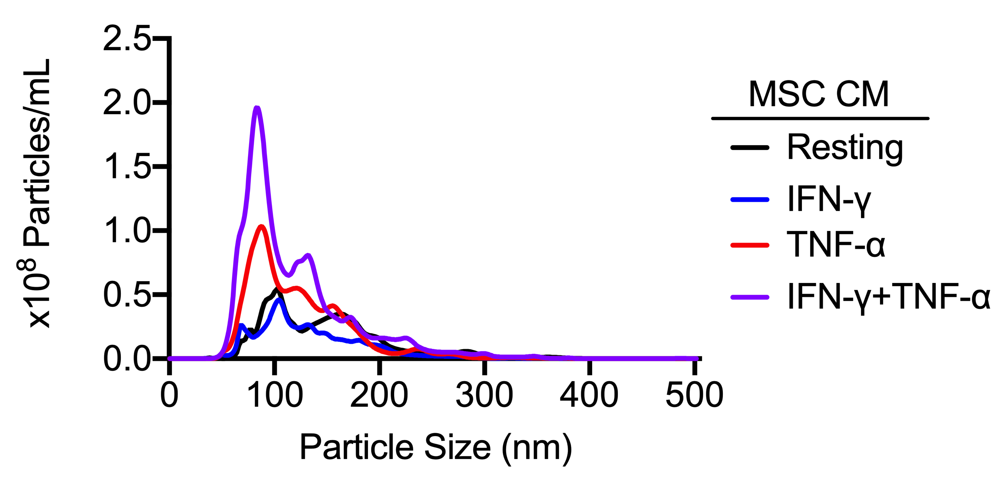 x10⁸ Particles/mL
2.5
2.0
1.5
1.0
0.5
0.0
0 100 200 300 400 500
Particle Size (nm)
MSC CM
Resting
IFN-γ
TNF-α
IFN-γ+TNF-α